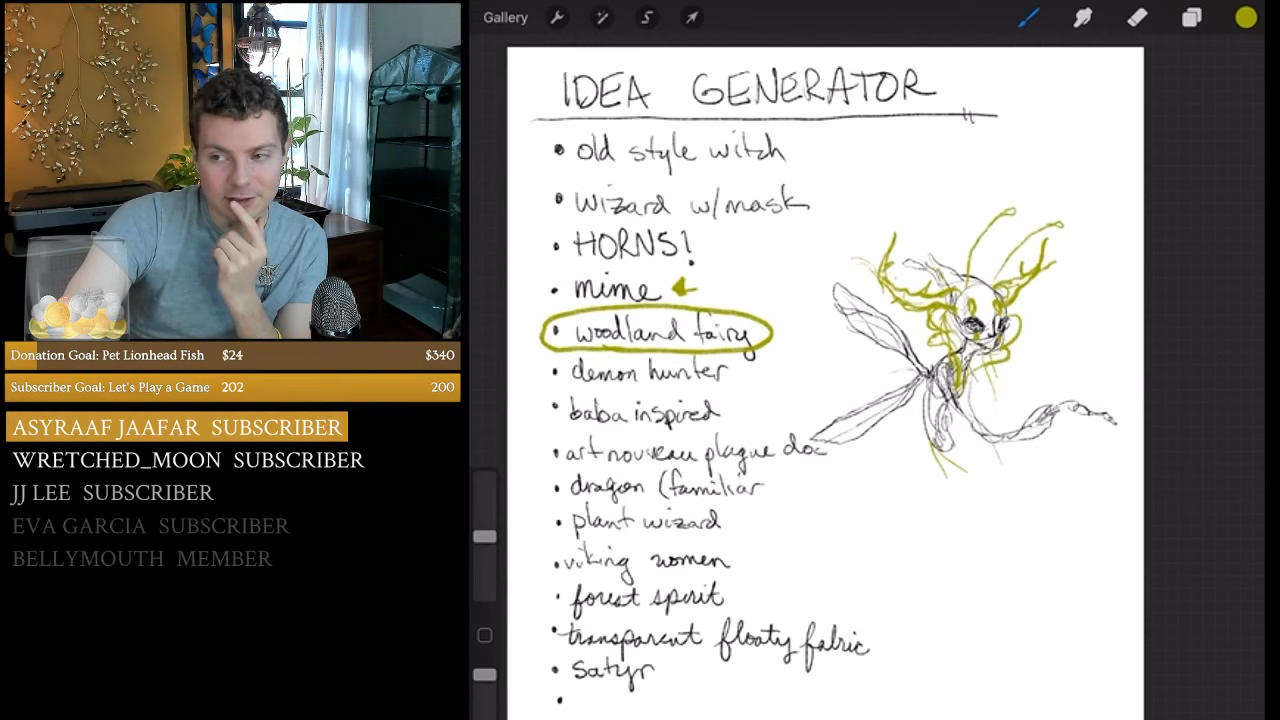 Gallery
IDEA GENERATOR
• old style witch
• wizard w/mask
• HORNS!
• mime
• woodland fairy
• demon hunter
• baba inspired
• art nouveau plague doc
• dragon (familiar
• plant wizard
• viking women
• forest spirit
• transparent floaty fabric
• satyr
•
Donation Goal: Pet Lionhead Fish $24 $340
Subscriber Goal: Let's Play a Game 202 200
ASYRAAF JAAFAR SUBSCRIBER
WRETCHED_MOON SUBSCRIBER
JJ LEE SUBSCRIBER
EVA GARCIA SUBSCRIBER
BELLYMOUTH MEMBER